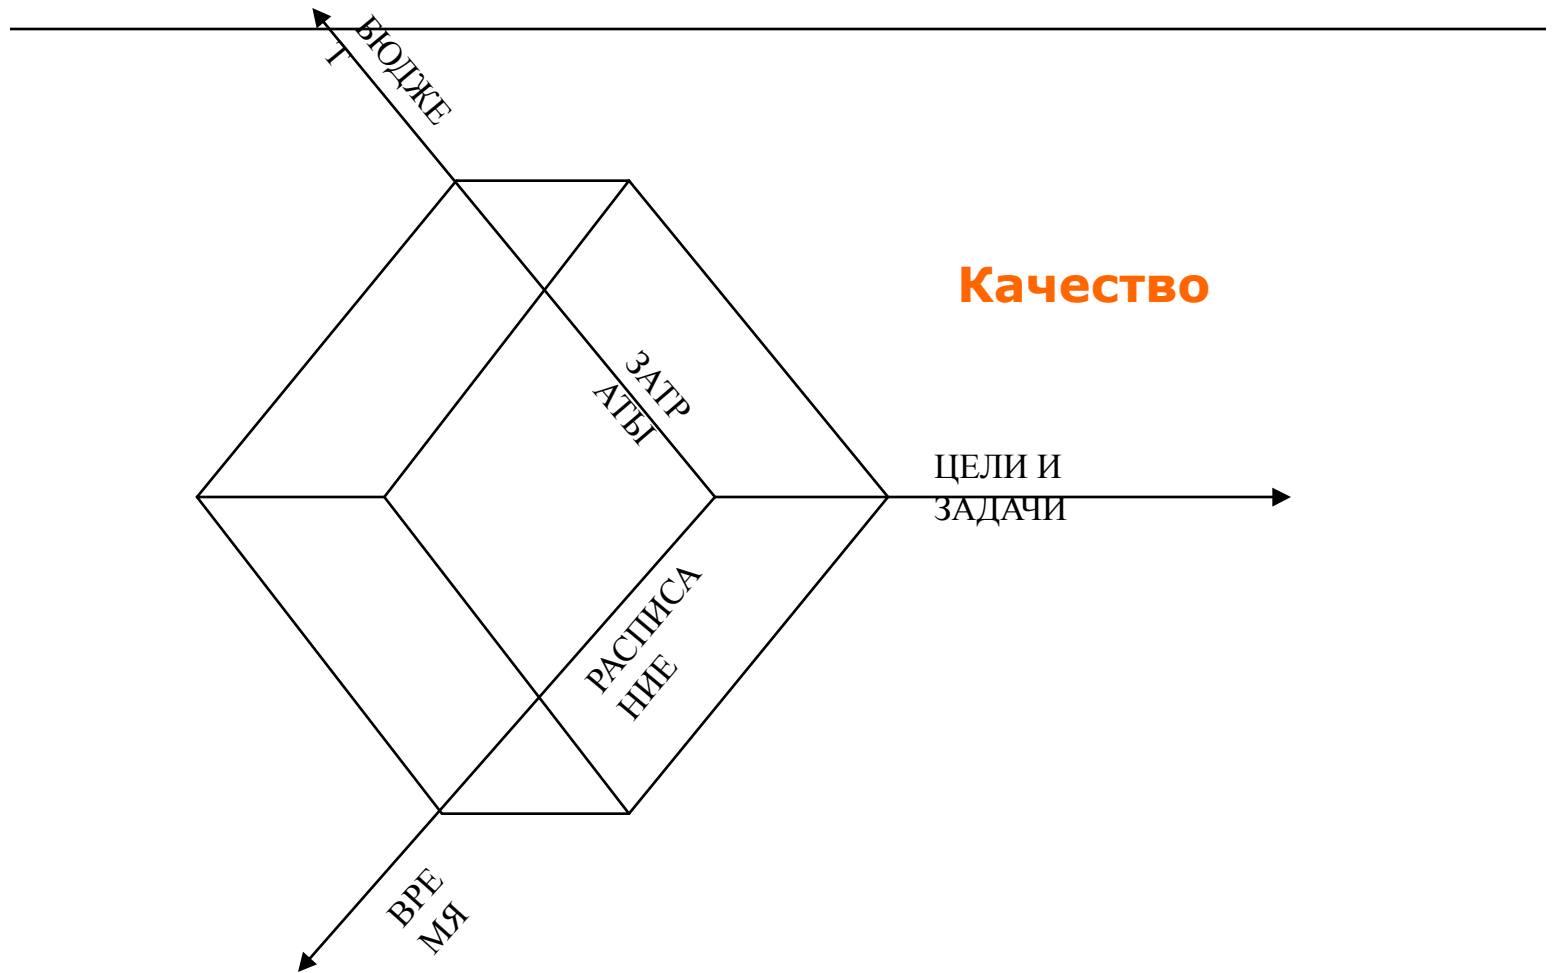 БЮДЖЕ
Т
Качество
ЗАТР
АТЫ
ЦЕЛИ И
ЗАДАЧИ
РАСПИСА
НИЕ
ВРЕ
МЯ